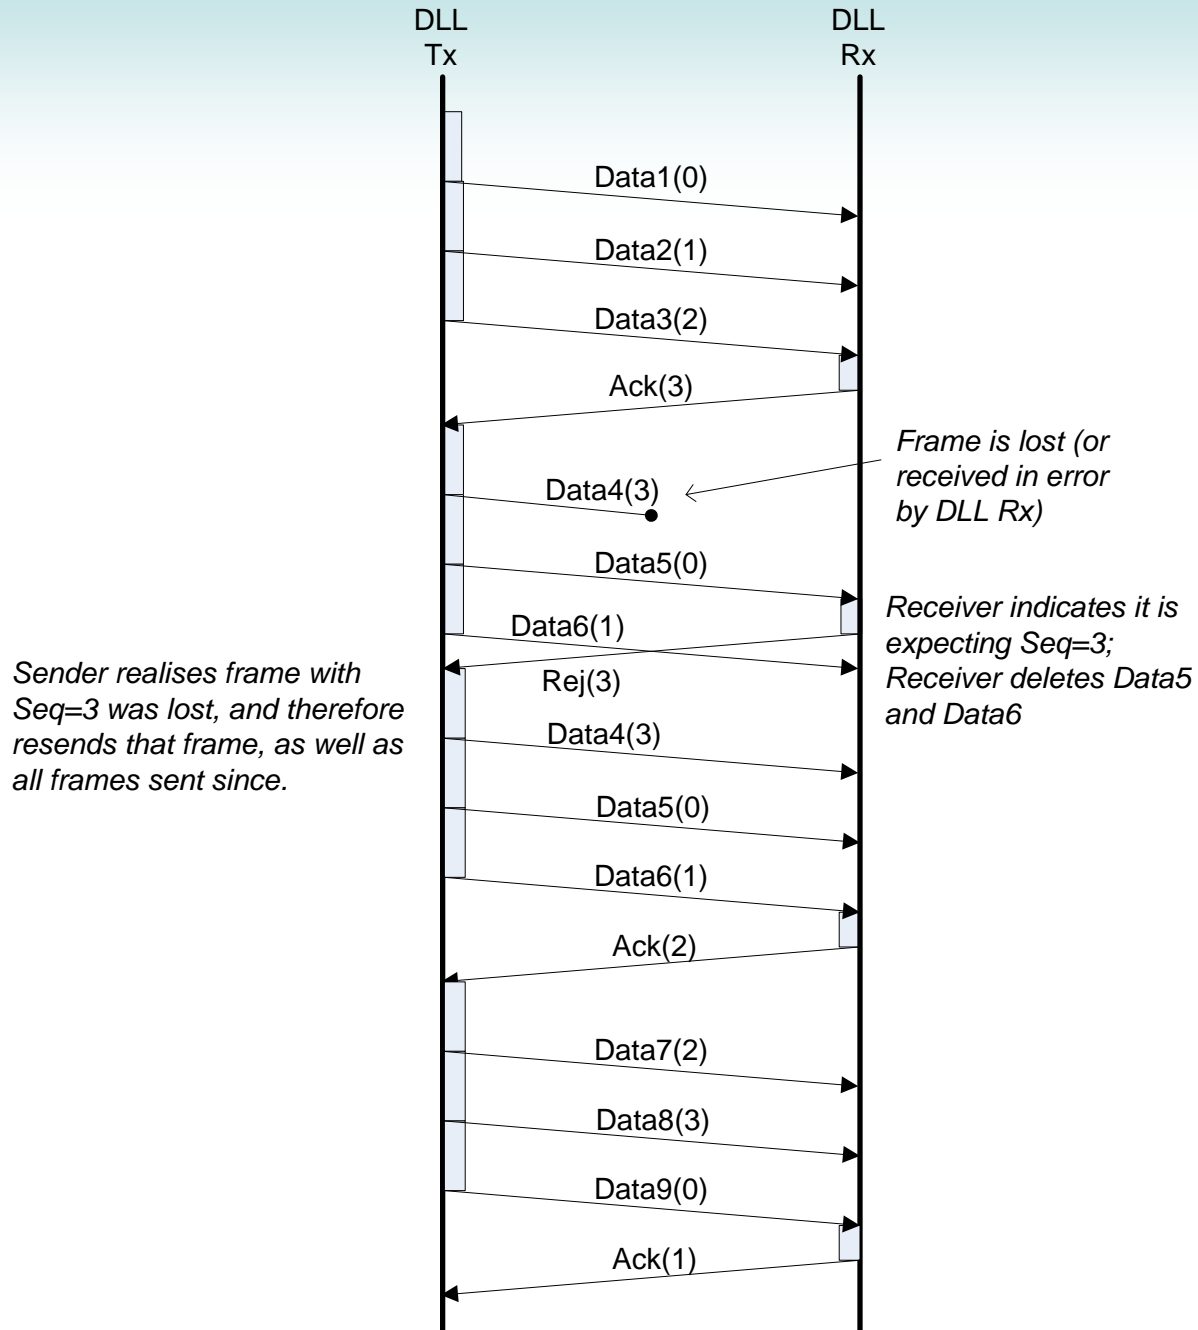 DLL
Tx
DLL
Rx
Data1(0)
Data2(1)
Data3(2)
Ack(3)
Frame is lost (or
received in error
by DLL Rx)
Data4(3)
Data5(0)
Receiver indicates it is
expecting Seq=3;
Receiver deletes Data5
and Data6
Data6(1)
Rej(3)
Sender realises frame with
Seq=3 was lost, and therefore
resends that frame, as well as
all frames sent since.
Data4(3)
Data5(0)
Data6(1)
Ack(2)
Data7(2)
Data8(3)
Data9(0)
Ack(1)